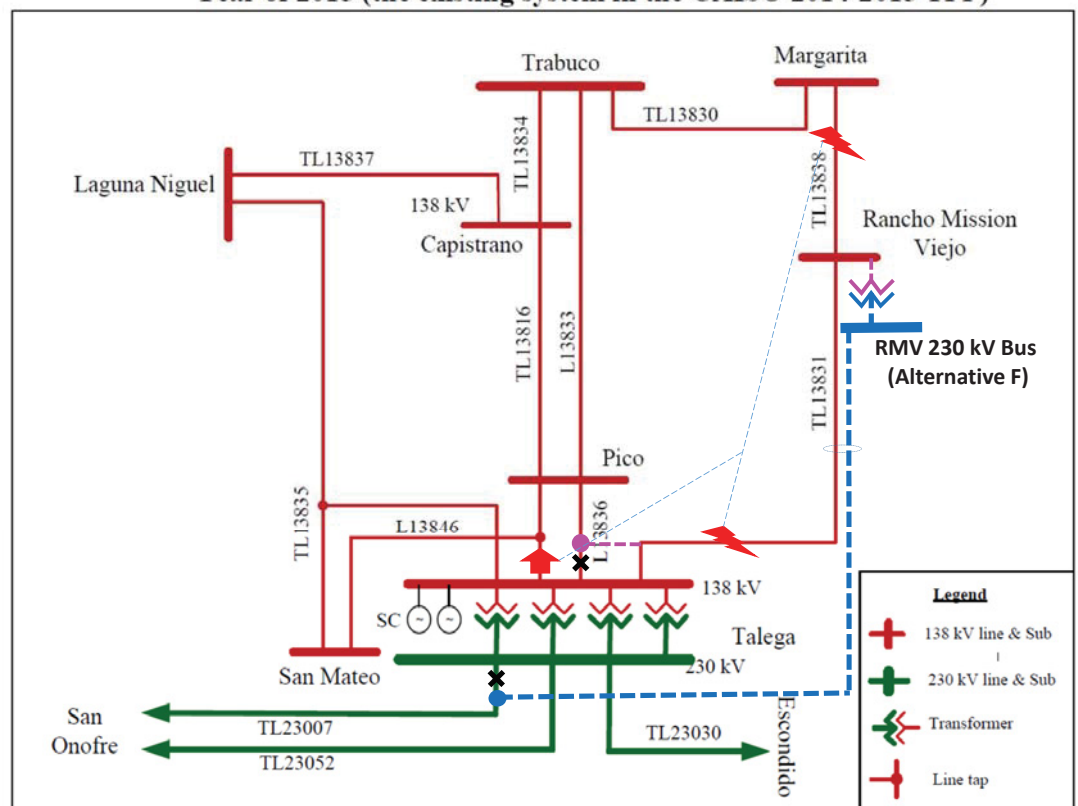 Trabuco
Margarita
TL13830
TL13834
TL13837
TL13838
Laguna Niguel
138 kV
Capistrano
Rancho Mission
Viejo
RMV 230 kV Bus
(Alternative F)
TL13816
L13833
TL13831
Pico
TL13835
L13846
L13836
138 kV
SC
~
~
Talega
230 kV
San Mateo
San
Onofre
TL23007
TL23052
TL23030
Escondido
Legend
138 kV line & Sub
230 kV line & Sub
Transformer
Line tap